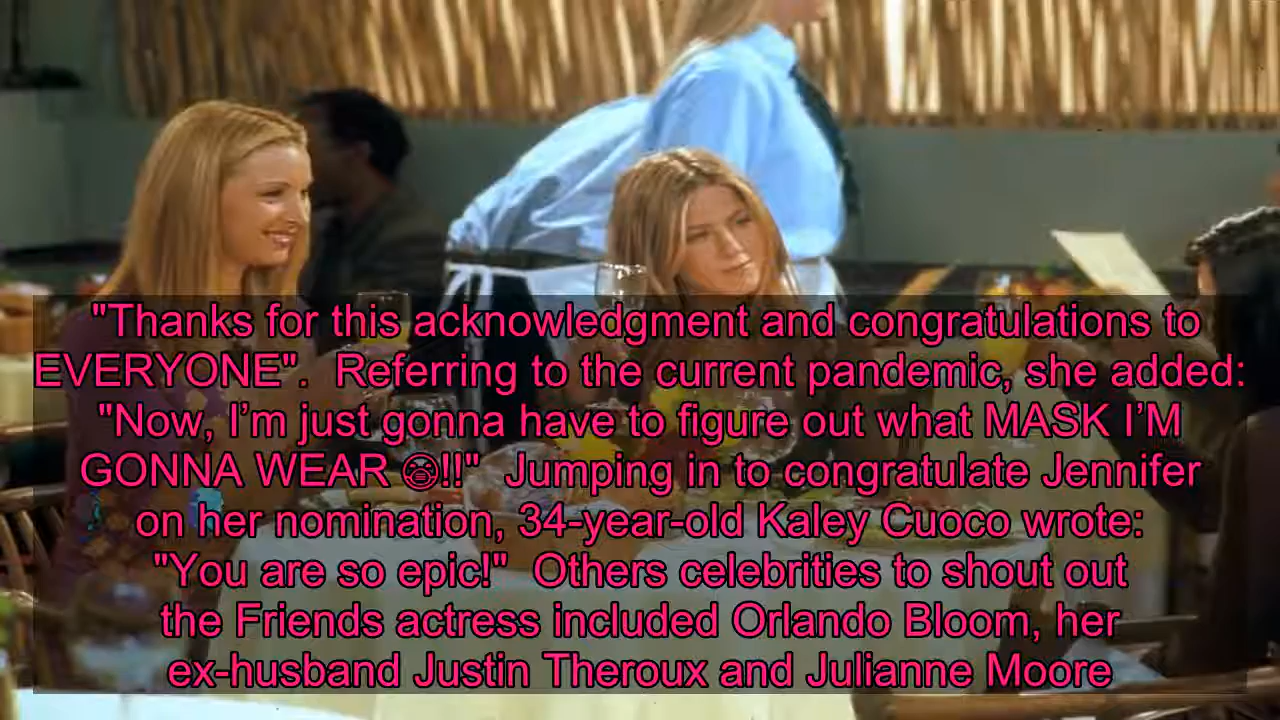 "Thanks for this acknowledgment and congratulations to
EVERYONE".  Referring to the current pandemic, she added:
"Now, I’m just gonna have to figure out what MASK I’M
GONNA WEAR 😭!!"  Jumping in to congratulate Jennifer
on her nomination, 34-year-old Kaley Cuoco wrote:
"You are so epic!"  Others celebrities to shout out
the Friends actress included Orlando Bloom, her
ex-husband Justin Theroux and Julianne Moore